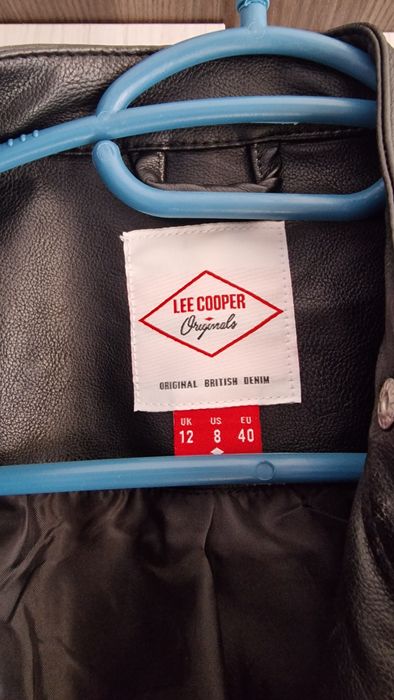 LEE COOPER
Originals
ORIGINAL BRITISH DENIM
UK US EU
12 8 40